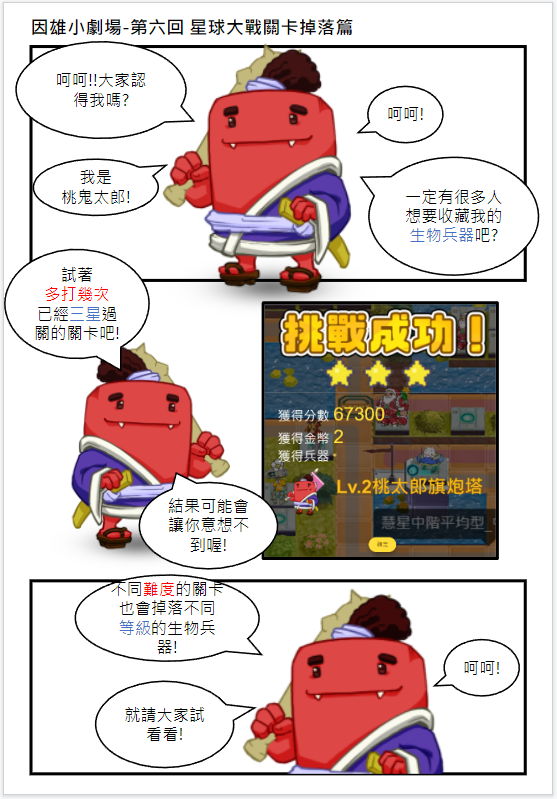 因雄小劇場-第六回 星球大戰關卡掉落篇
呵呵!!大家認
得我嗎?
呵呵!
我是
桃鬼太郎!
一定有很多人
想要收藏我的
生物兵器吧?
試著
多打幾次
已經三星過
關的關卡吧!
挑戰成功！
獲得分數 67300
獲得金幣 2
獲得兵器
Lv.2桃太郎旗炮塔
慧星中階平均型
結果可能會
讓你意想不
到喔!
不同難度的關卡
也會掉落不同
等級的生物兵
器!
呵呵!
就請大家試
看看!